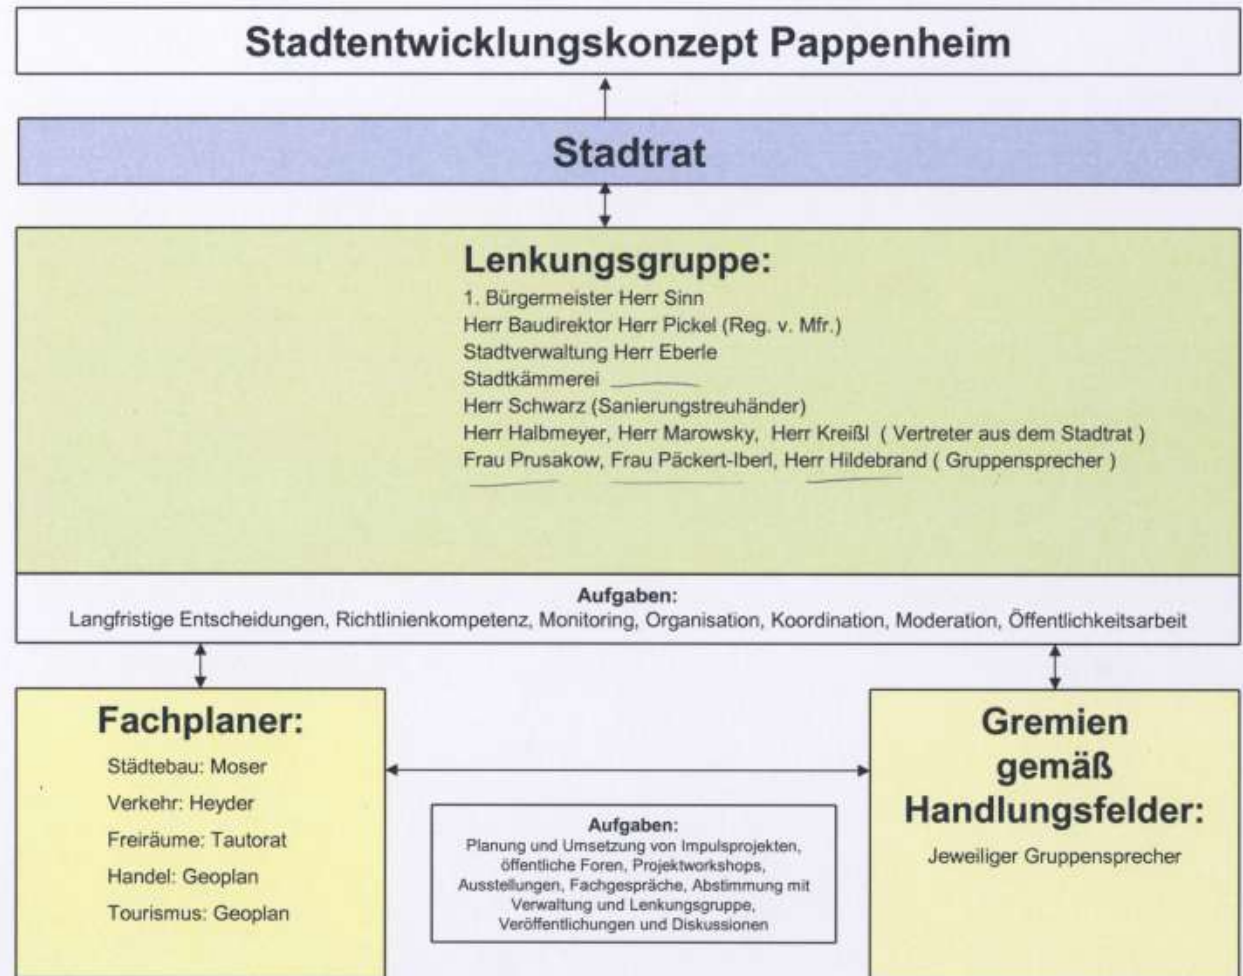 Stadtentwicklungskonzept Pappenheim
Stadtrat
Lenkungsgruppe:
1. Bürgermeister Herr Sinn
Herr Baudirektor Herr Pickel (Reg. v. Mfr.)
Stadtverwaltung Herr Eberle
Stadtkämmerei
Herr Schwarz (Sanierungstreuhänder)
Herr Halbmeyer, Herr Marowsky, Herr Kreißl ( Vertreter aus dem Stadtrat )
Frau Prusakow, Frau Päckert-Iberl, Herr Hildebrand ( Gruppensprecher )
Aufgaben:
Langfristige Entscheidungen, Richtlinienkompetenz, Monitoring, Organisation, Koordination, Moderation, Öffentlichkeitsarbeit
Fachplaner:
Städtebau: Moser
Verkehr: Heyder
Freiräume: Tautorat
Handel: Geoplan
Tourismus: Geoplan
Aufgaben:
Planung und Umsetzung von Impulsprojekten,
öffentliche Foren, Projektworkshops,
Ausstellungen, Fachgespräche, Abstimmung mit
Verwaltung und Lenkungsgruppe,
Veröffentlichungen und Diskussionen
Gremien
gemäß
Handlungsfelder:
Jeweiliger Gruppensprecher